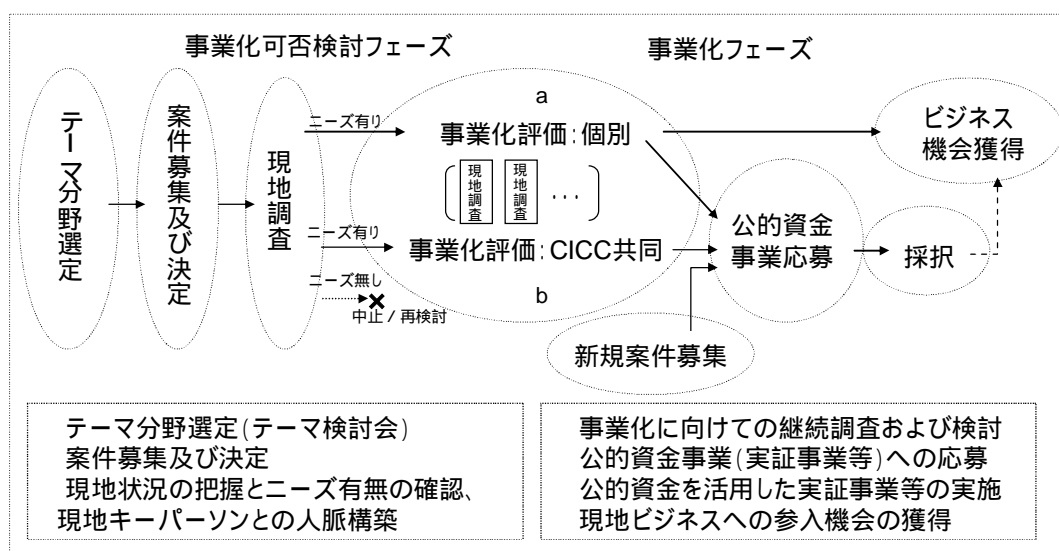 事業化可否検討フェーズ
事業化フェーズ
テーマ分野選定
案件募集及び決定
現地調査
ニーズ有り
ニーズ有り
ニーズ無し
中止/再検討
a
事業化評価:個別
現地調査
現地調査
・・・
事業化評価:CICC共同
b
公的資金
事業応募
新規案件募集
採択
ビジネス
機会獲得
テーマ分野選定(テーマ検討会)
案件募集及び決定
現地状況の把握とニーズ有無の確認、
現地キーパーソンとの人脈構築
事業化に向けての継続調査および検討
公的資金事業(実証事業等)への応募
公的資金を活用した実証事業等の実施
現地ビジネスへの参入機会の獲得